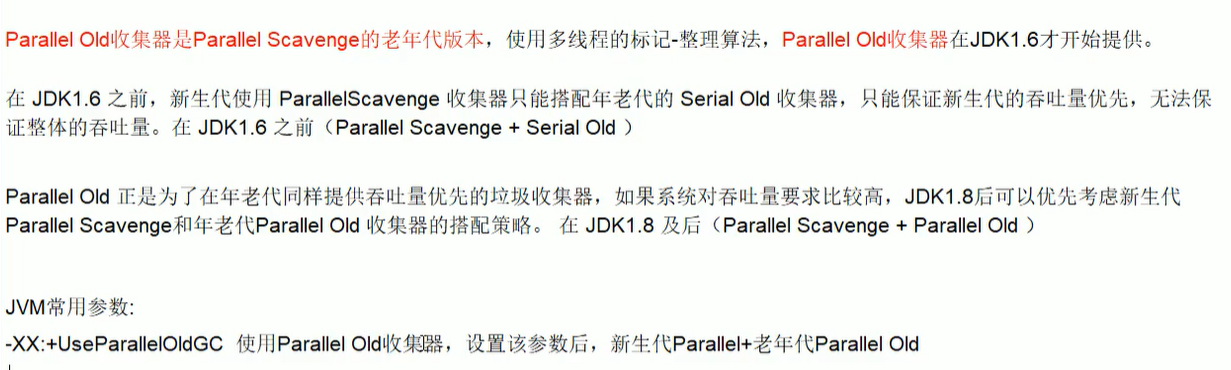 Parallel Old收集器是Parallel Scavenge的老年代版本，使用多线程的标记-整理算法，Parallel Old收集器在JDK1.6才开始提供。
在 JDK1.6 之前，新生代使用 ParallelScavenge 收集器只能搭配年老代的 Serial Old 收集器，只能保证新生代的吞吐量优先，无法保
证整体的吞吐量。在 JDK1.6 之前（Parallel Scavenge + Serial Old ）
Parallel Old 正是为了在年老代同样提供吞吐量优先的垃圾收集器，如果系统对吞吐量要求比较高，JDK1.8后可以优先考虑新生代
Parallel Scavenge和年老代Parallel Old 收集器的搭配策略。 在 JDK1.8 及后（Parallel Scavenge + Parallel Old ）
JVM常用参数:
-XX:+UseParallelOldGC 使用Parallel Old收集器，设置该参数后，新生代Parallel+老年代Parallel Old